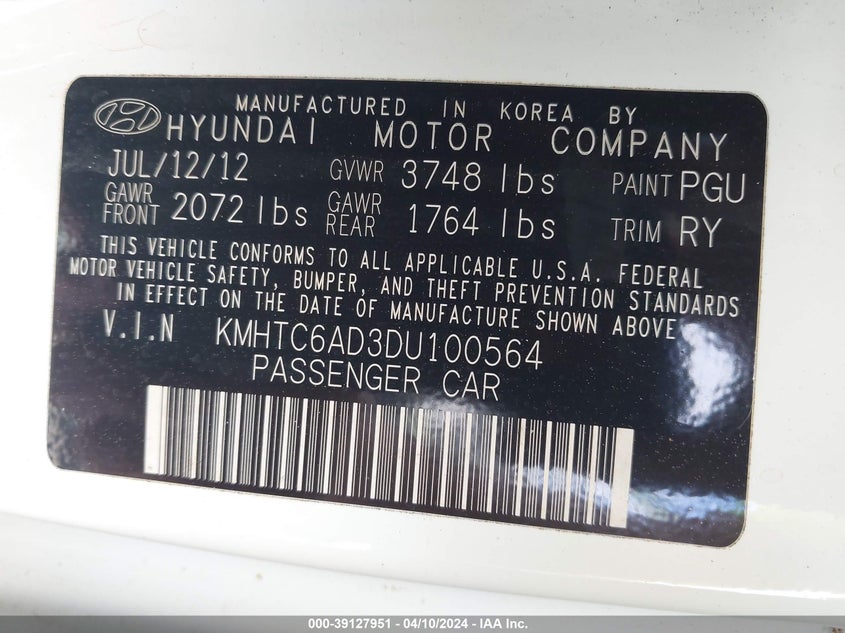 MANUFACTURED IN KOREA BY
HYUNDAI MOTOR COMPANY
JUL/12/12 GVWR 3748 lbs PAINT PGU
GAWR FRONT 2072 lbs GAWR REAR 1764 lbs TRIM RY
THIS VEHICLE CONFORMS TO ALL APPLICABLE U.S.A. FEDERAL
MOTOR VEHICLE SAFETY, BUMPER, AND THEFT PREVENTION STANDARDS
IN EFFECT ON THE DATE OF MANUFACTURE SHOWN ABOVE
V.I.N KMHTC6AD3DU100564
PASSENGER CAR
000-39127951 - 04/10/2024 - IAA Inc.